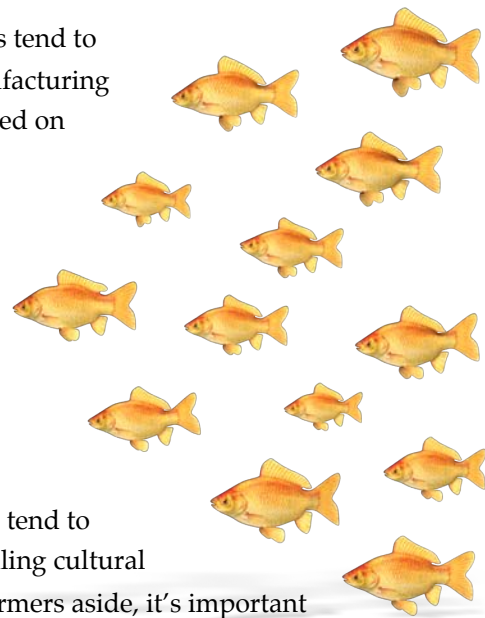 s tend to
facturing
ed on
tend to
ling cultural
rmers aside, it's important